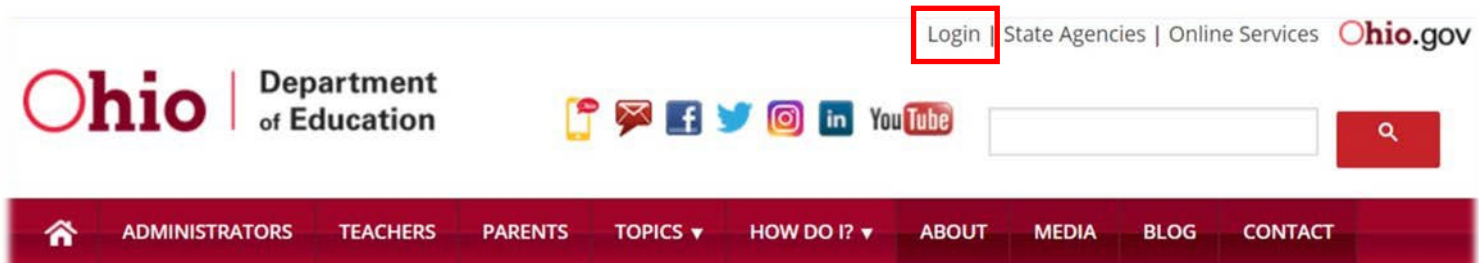 Login | State Agencies | Online Services Ohio.gov
Ohio | Department of Education
You Tube
ADMINISTRATORS TEACHERS PARENTS TOPICS ▼ HOW DO I? ▼ ABOUT MEDIA BLOG CONTACT